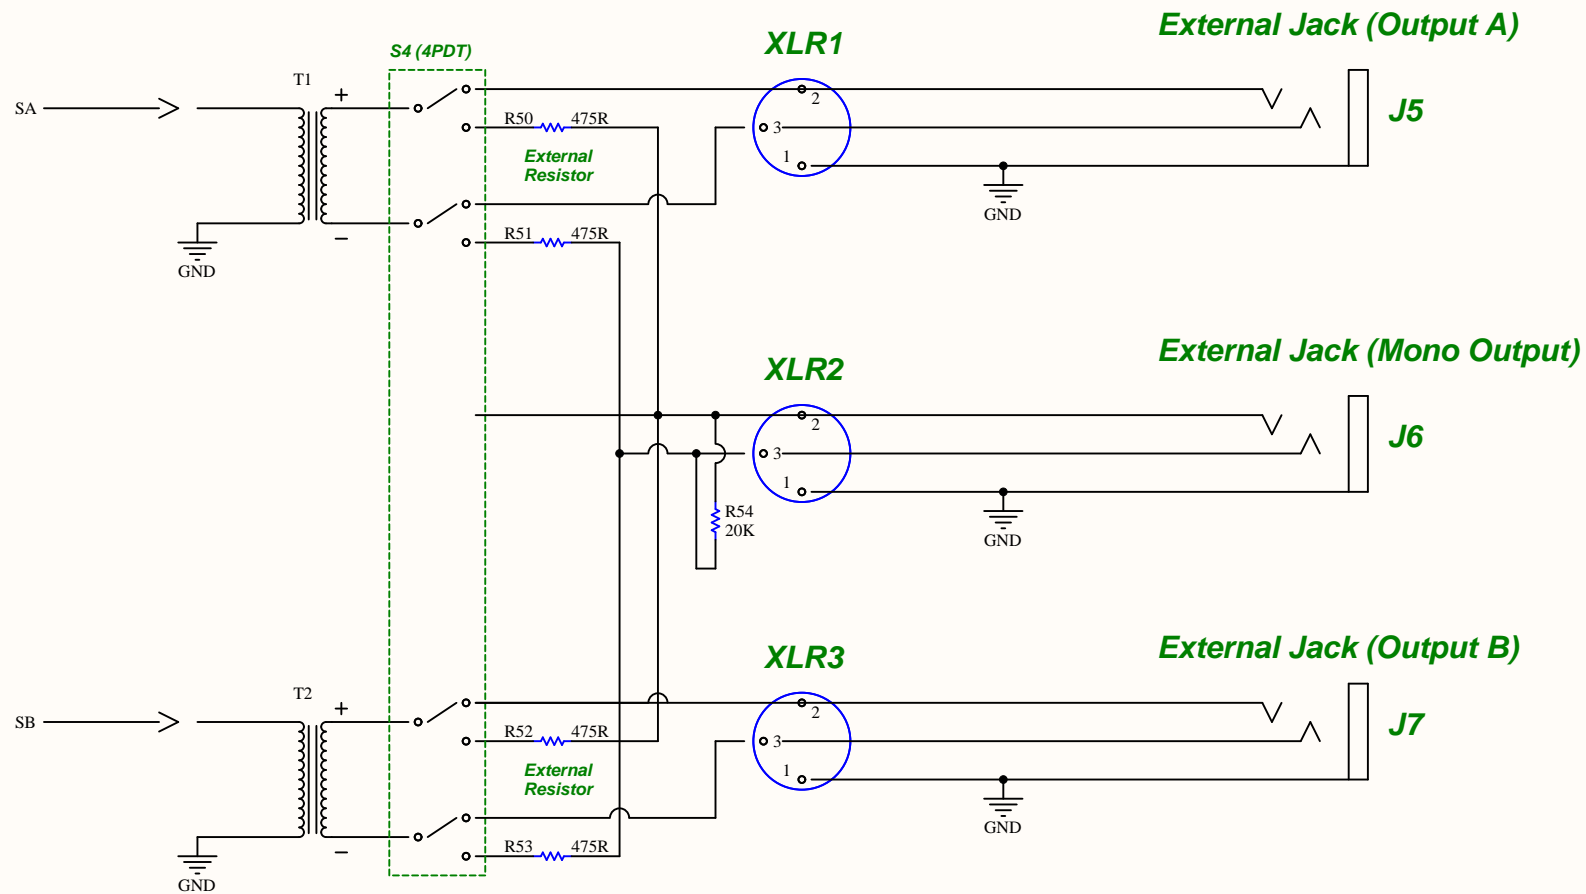 External Jack (Output A)
XLR1
S4 (4PDT)
T1
+
SA
2
J5
R50 475R
3
External
Resistor
1
GND
R51 475R
−
GND
External Jack (Mono Output)
XLR2
2
J6
3
1
R54
20K
GND
External Jack (Output B)
XLR3
T2
+
SB
2
J7
R52 475R
3
External
Resistor
1
GND
R53 475R
−
GND